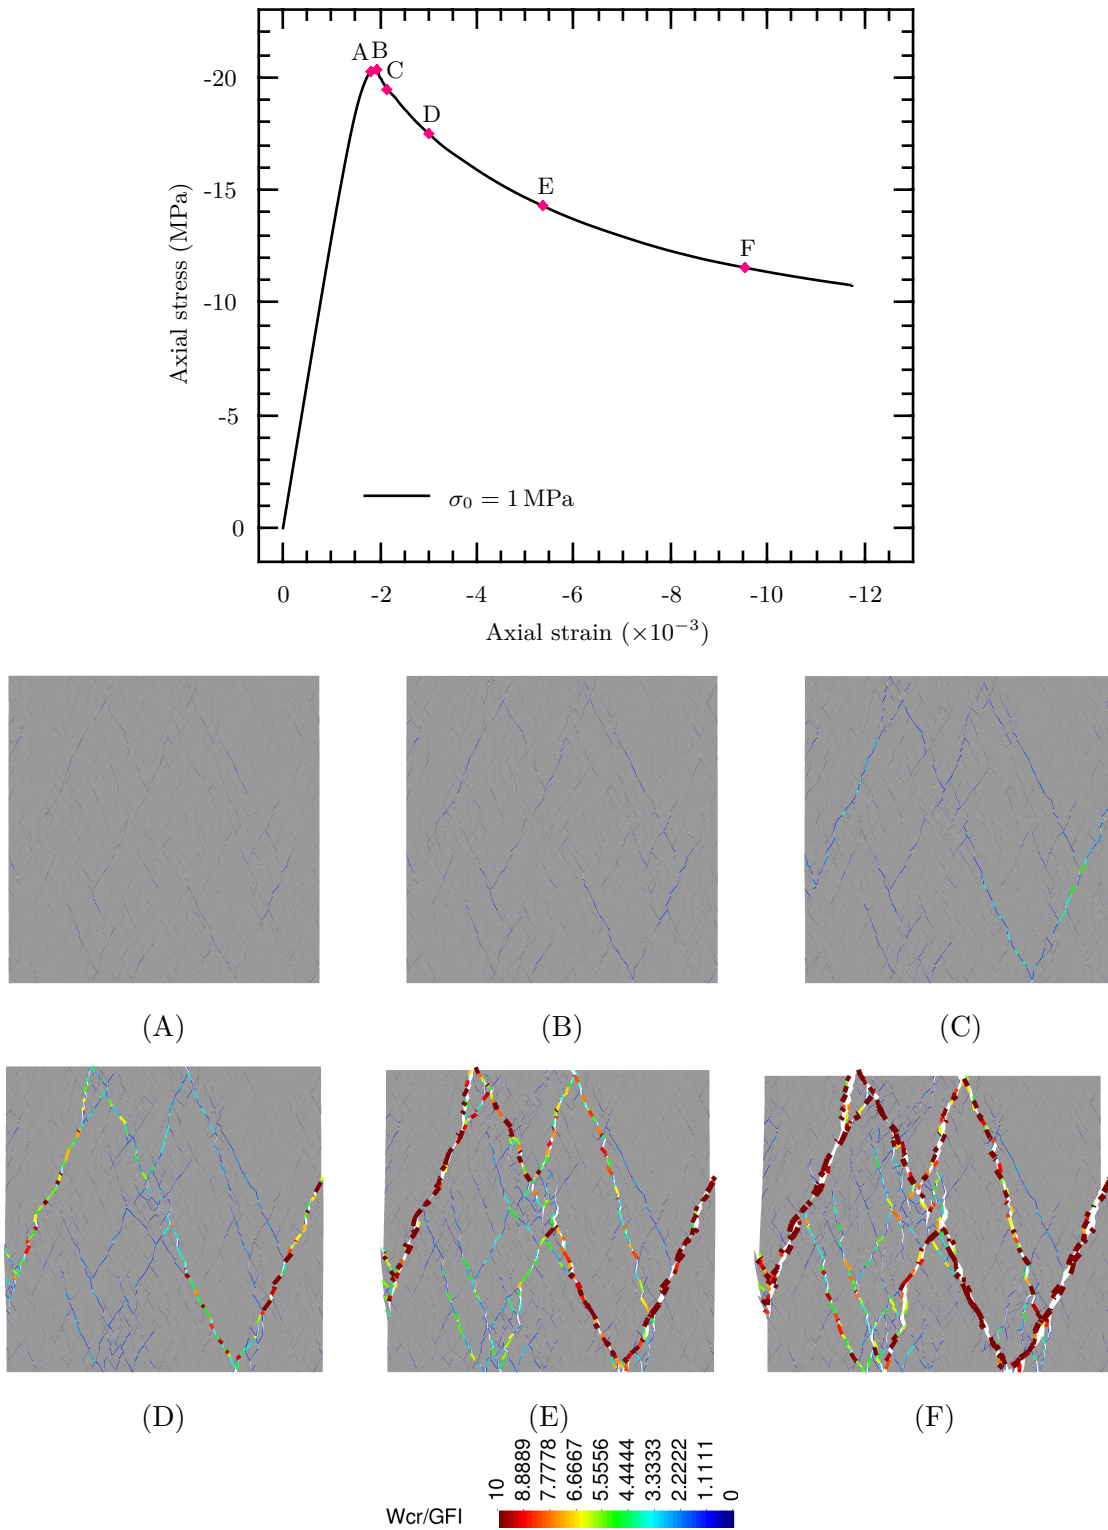 A B
C
D
E
F
-20
-15
-10
-5
0
Axial stress (MPa)
σ₀ = 1 MPa
0 -2 -4 -6 -8 -10 -12
Axial strain (×10⁻³)
(A) (B) (C)
(D) (E) (F)
10 8.8889 7.7778 6.6667 5.5556 4.4444 3.3333 2.2222 1.1111 0
Wcr/GFI